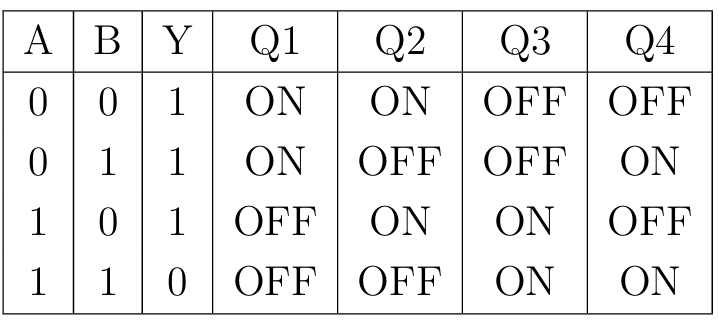 A B Y Q1 Q2 Q3 Q4
0 0 1 ON ON OFF OFF
0 1 1 ON OFF OFF ON
1 0 1 OFF ON ON OFF
1 1 0 OFF OFF ON ON